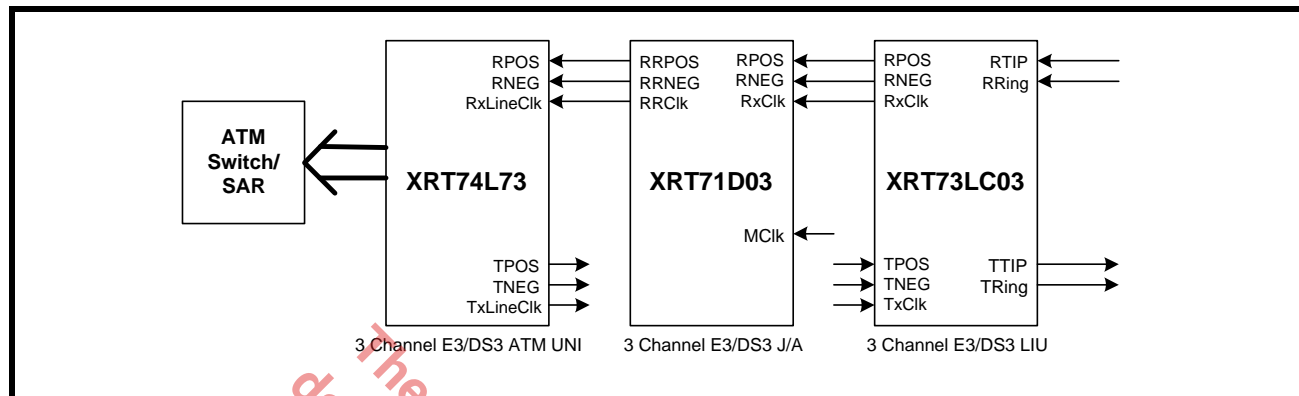 RPOS
RNEG
RxLineClk
RRPOS
RRNEG
RRClk
RPOS
RNEG
RxClk
RPOS
RNEG
RxClk
RTIP
RRing
ATM
Switch/
SAR
XRT74L73
XRT71D03
XRT73LC03
MClk
TPOS
TNEG
TxLineClk
TPOS
TNEG
TxClk
TTIP
TRing
3 Channel E3/DS3 ATM UNI
3 Channel E3/DS3 J/A
3 Channel E3/DS3 LIU
The